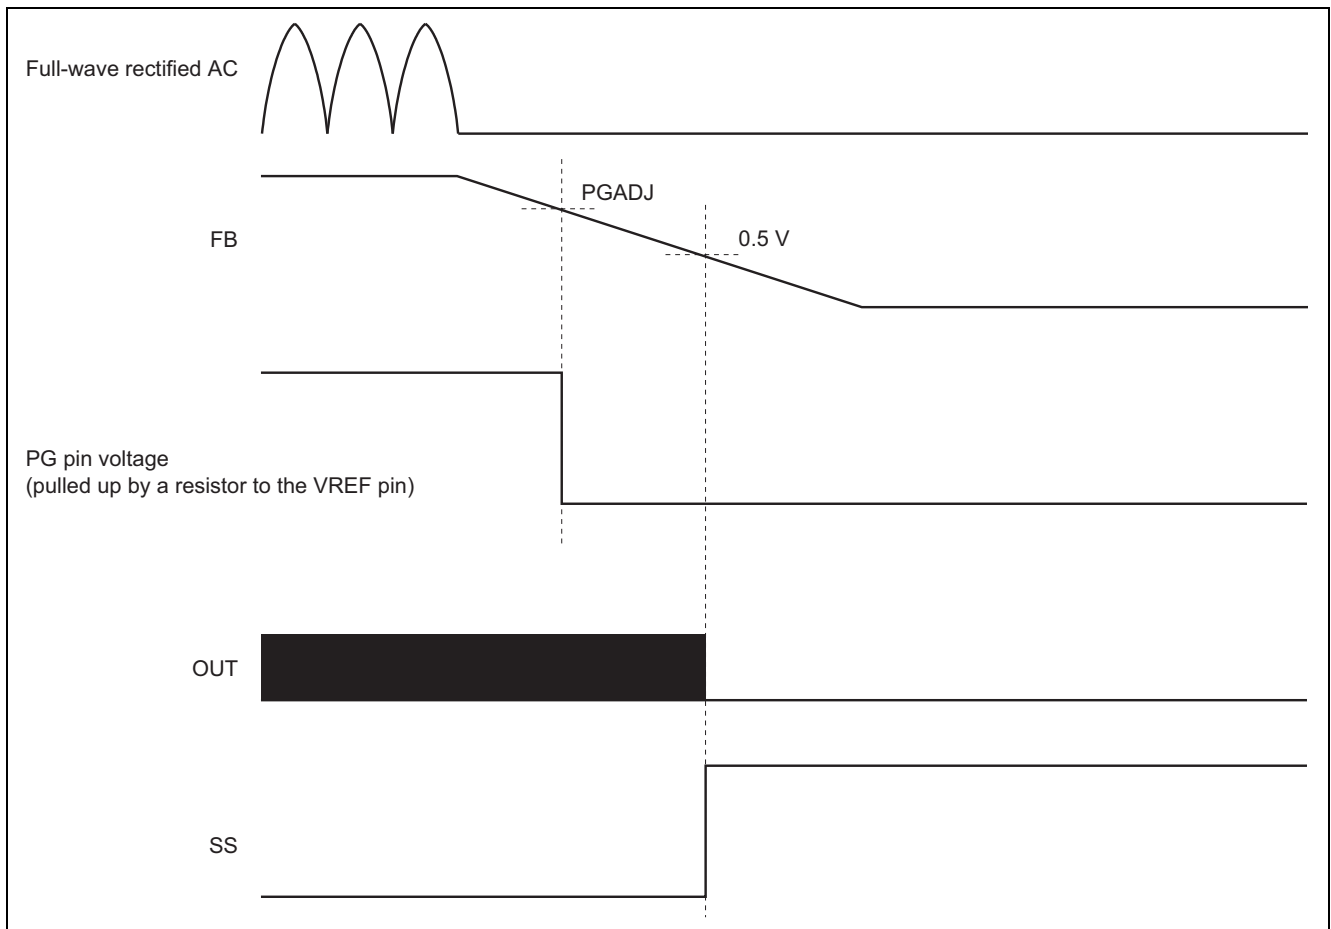 Full-wave rectified AC
PGADJ
FB
0.5 V
PG pin voltage
(pulled up by a resistor to the VREF pin)
OUT
SS